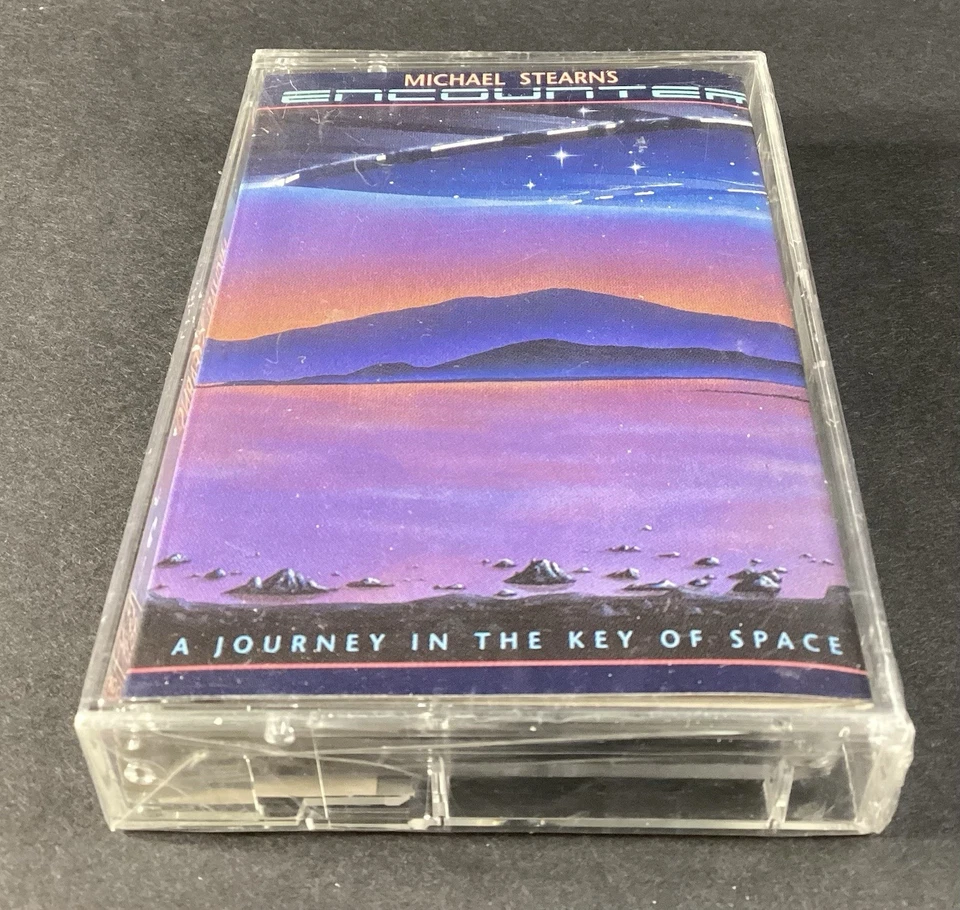 MICHAEL STEARNS
ENCOUNTER
A JOURNEY IN THE KEY OF SPACE